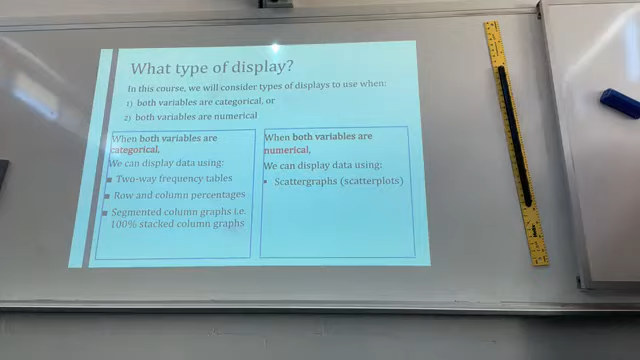 What type of display?
In this course, we will consider types of displays to use when:
1) both variables are categorical, or
2) both variables are numerical
When both variables are
categorical,
We can display data using:
▪ Two-way frequency tables
▪ Row and column percentages
▪ Segmented column graphs i.e.
100% stacked column graphs
When both variables are
numerical,
We can display data using:
• Scattergraphs (scatterplots)